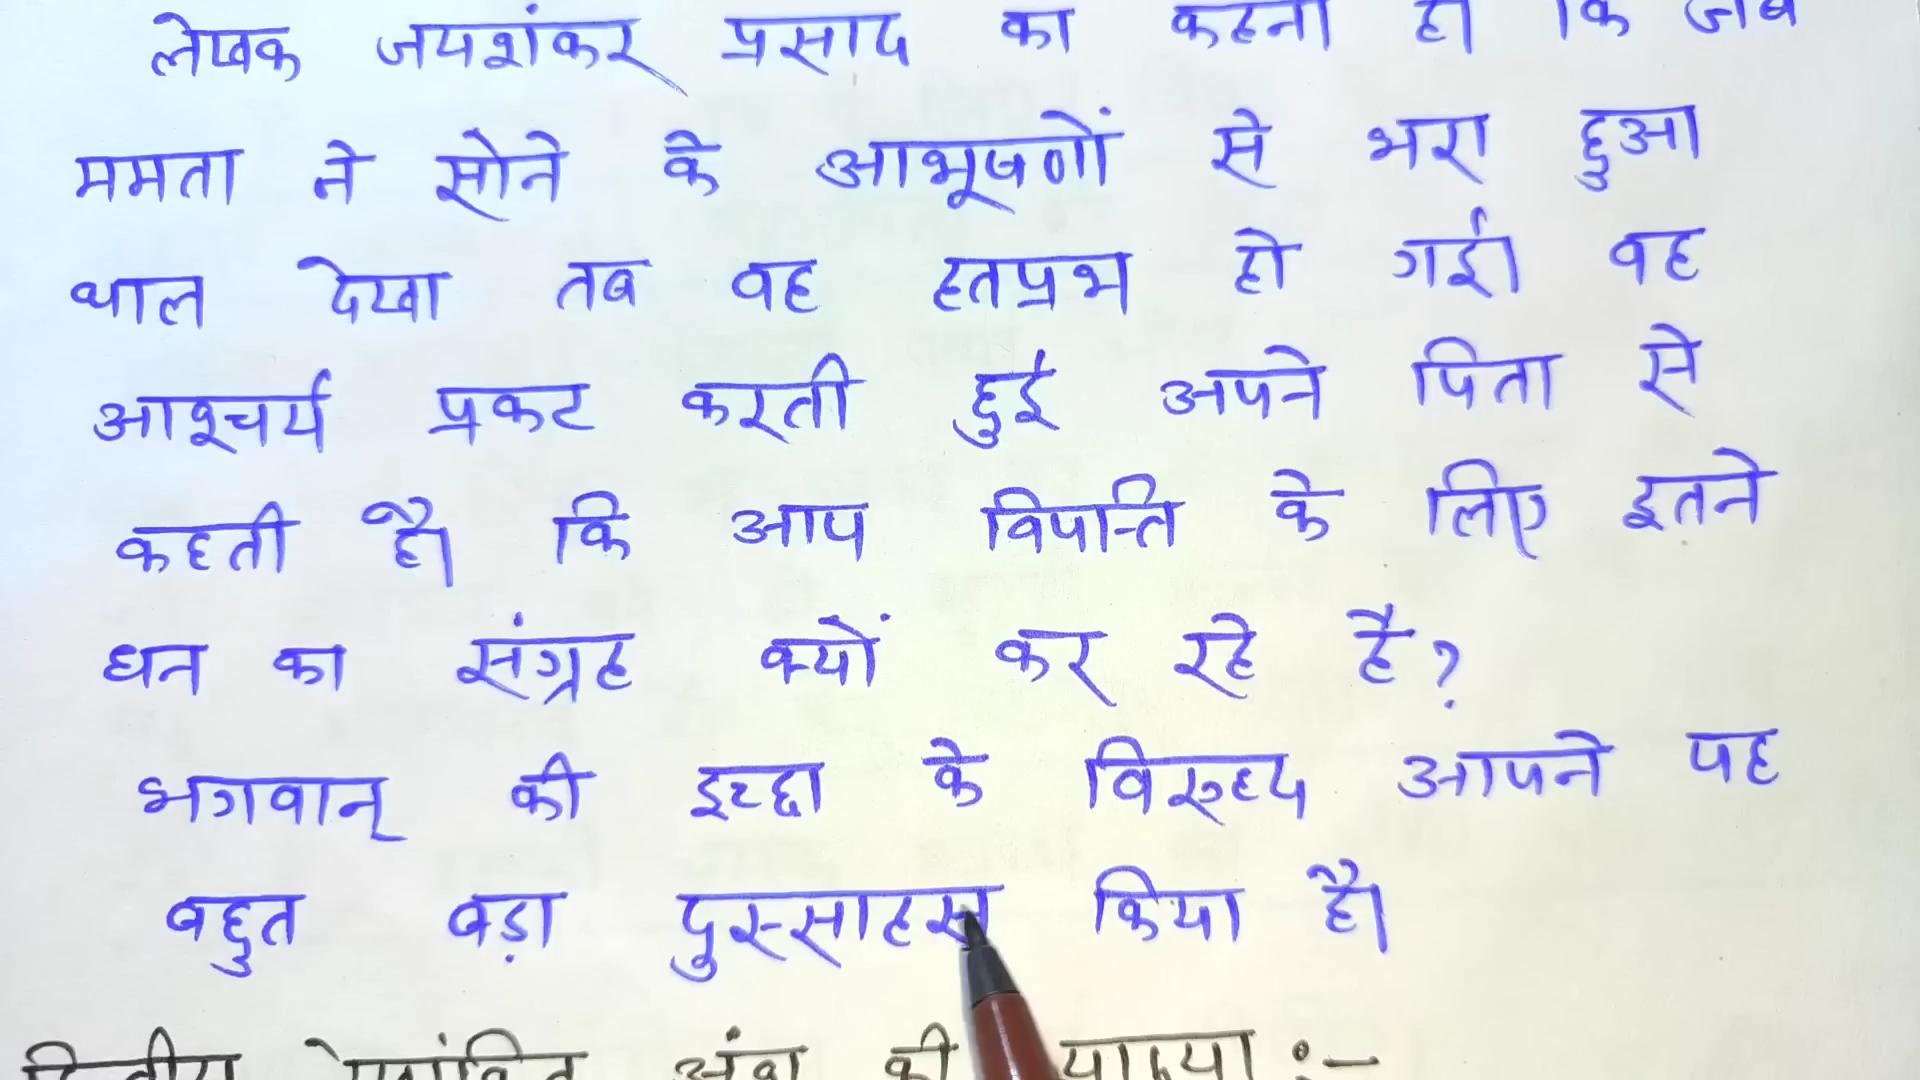 लेखक जयशंकर प्रसाद का कहना है। कि जब
ममता ने सोने के आभूषणों से भरा हुआ
थाल देखा तब वह हतप्रभ हो गई। वह
आश्चर्य प्रकट करती हुई अपने पिता से
कहती है। कि आप विपत्ति के लिए इतने
धन का संग्रह क्यों कर रहे हैं?
भगवान् की इच्छा के विरुद्ध आपने यह
बहुत बड़ा दुस्साहस किया है।
द्वितीय रेखांकित अंश की :-